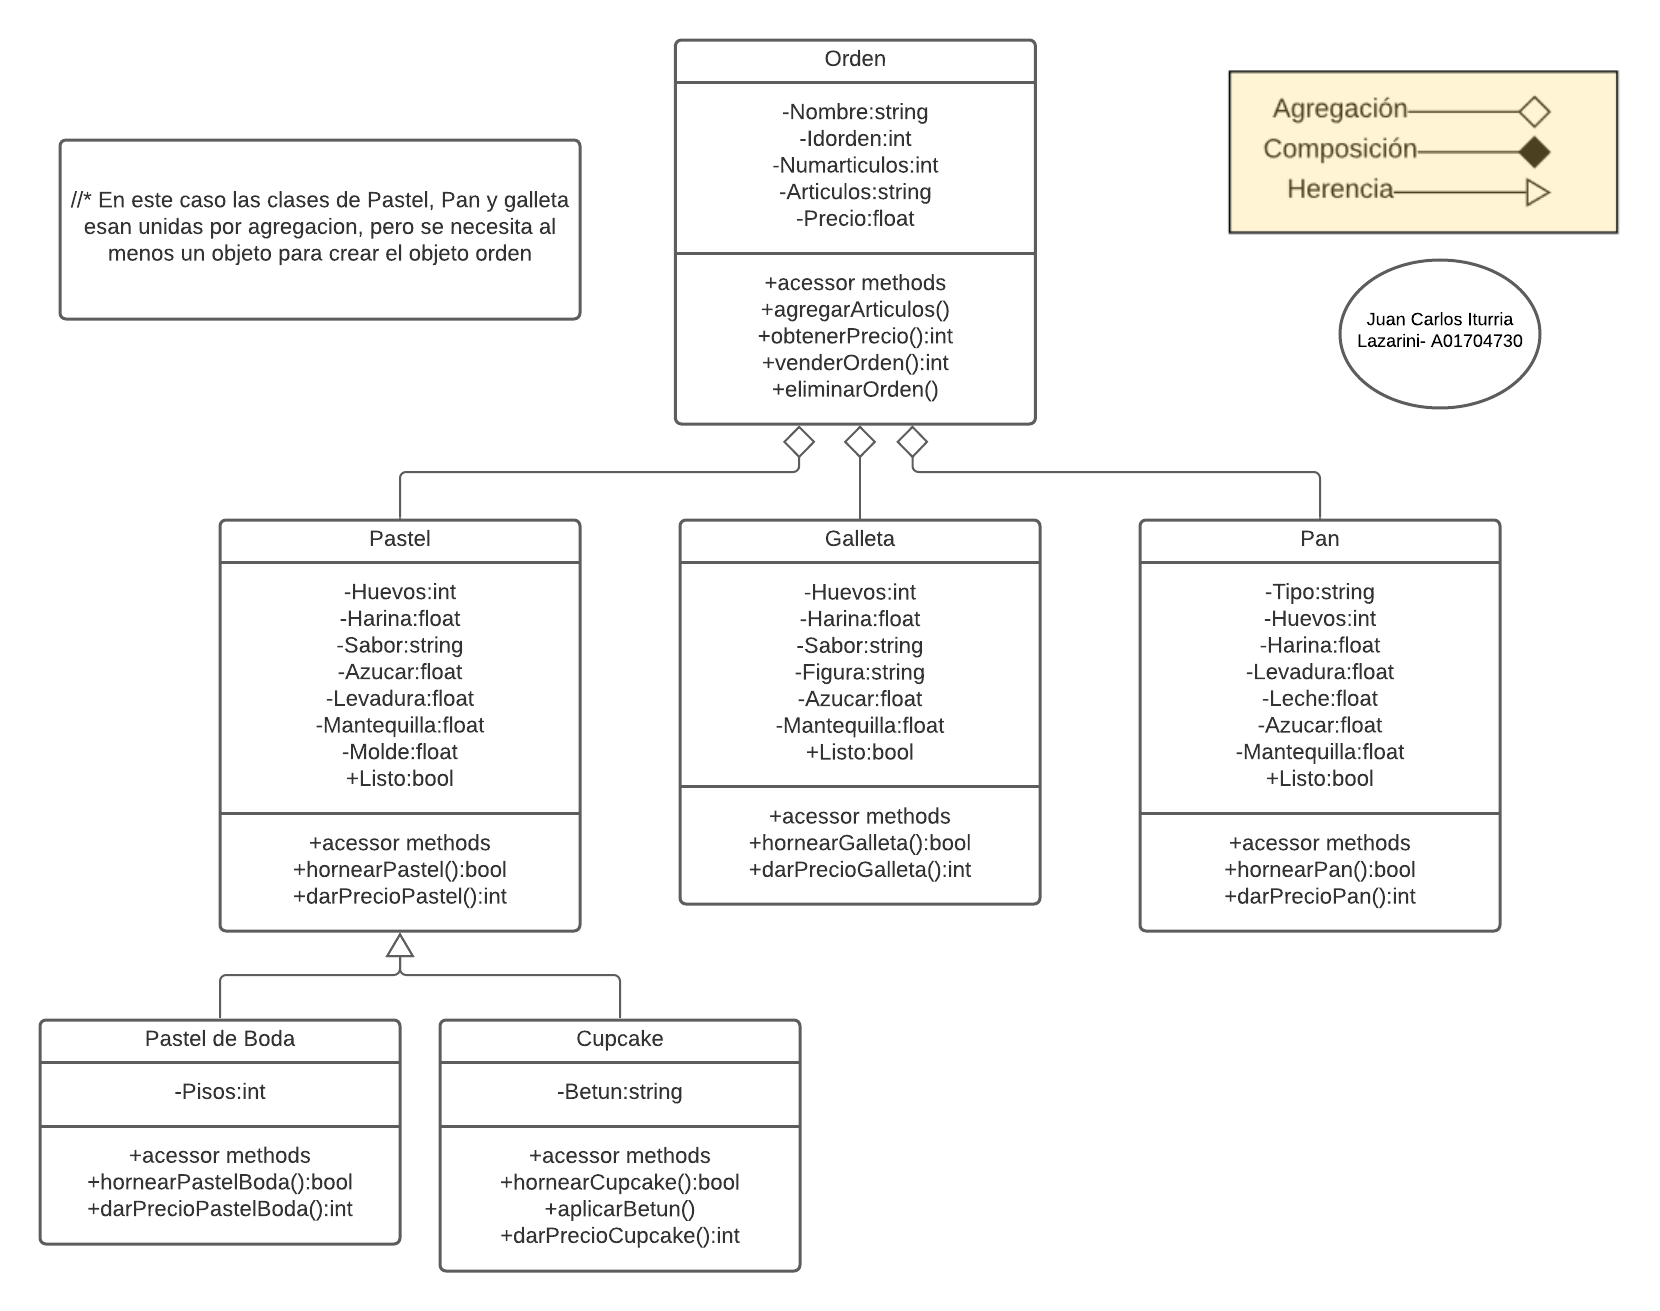 Orden
-Nombre:string
-Idorden:int
-Numarticulos:int
-Articulos:string
-Precio:float
+acessor methods
+agregarArticulos()
+obtenerPrecio():int
+venderOrden():int
+eliminarOrden()
//* En este caso las clases de Pastel, Pan y galleta
esan unidas por agregacion, pero se necesita al
menos un objeto para crear el objeto orden
Agregación
Composición
Herencia
Juan Carlos Iturria
Lazarini- A01704730
Pastel
-Huevos:int
-Harina:float
-Sabor:string
-Azucar:float
-Levadura:float
-Mantequilla:float
-Molde:float
+Listo:bool
+acessor methods
+hornearPastel():bool
+darPrecioPastel():int
Galleta
-Huevos:int
-Harina:float
-Sabor:string
-Figura:string
-Azucar:float
-Mantequilla:float
+Listo:bool
+acessor methods
+hornearGalleta():bool
+darPrecioGalleta():int
Pan
-Tipo:string
-Huevos:int
-Harina:float
-Levadura:float
-Leche:float
-Azucar:float
-Mantequilla:float
+Listo:bool
+acessor methods
+hornearPan():bool
+darPrecioPan():int
Pastel de Boda
-Pisos:int
+acessor methods
+hornearPastelBoda():bool
+darPrecioPastelBoda():int
Cupcake
-Betun:string
+acessor methods
+hornearCupcake():bool
+aplicarBetun()
+darPrecioCupcake():int